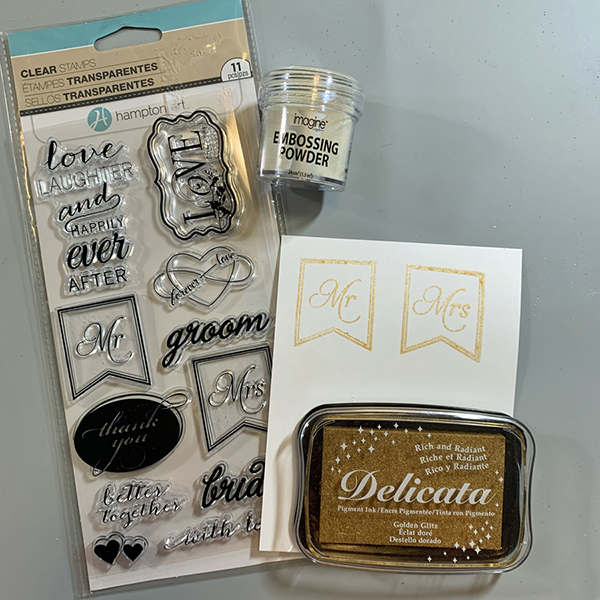 CLEAR STAMPS
ÉTAMPES TRANSPARENTES
SELLOS TRANSPARENTES
11
pcs/pzs
hampton art
love
LAUGHTER
and
HAPPILY
ever
AFTER
LOVE
forever love
Mr
groom
Mrs
thank
you
better
together
with
imagine
EMBOSSING
POWDER
Mr
Mrs
Rich and Radiant
Riche et Radiant
Rico y Radiante
Delicata
Pigment Ink/Encre Pigmentée/Tinta con Pigmento
Golden Glitz
Éclat doré
Destello dorado